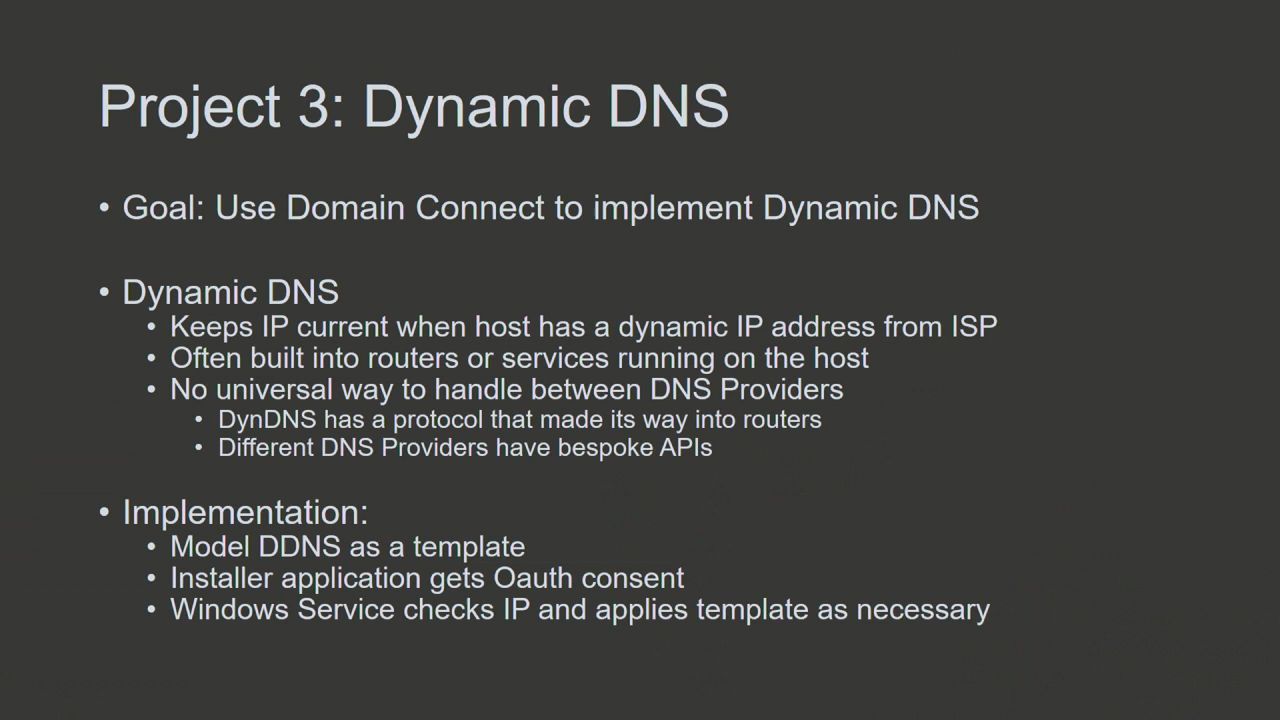 Project 3: Dynamic DNS
• Goal: Use Domain Connect to implement Dynamic DNS
• Dynamic DNS
• Keeps IP current when host has a dynamic IP address from ISP
• Often built into routers or services running on the host
• No universal way to handle between DNS Providers
• DynDNS has a protocol that made its way into routers
• Different DNS Providers have bespoke APIs
• Implementation:
• Model DDNS as a template
• Installer application gets Oauth consent
• Windows Service checks IP and applies template as necessary